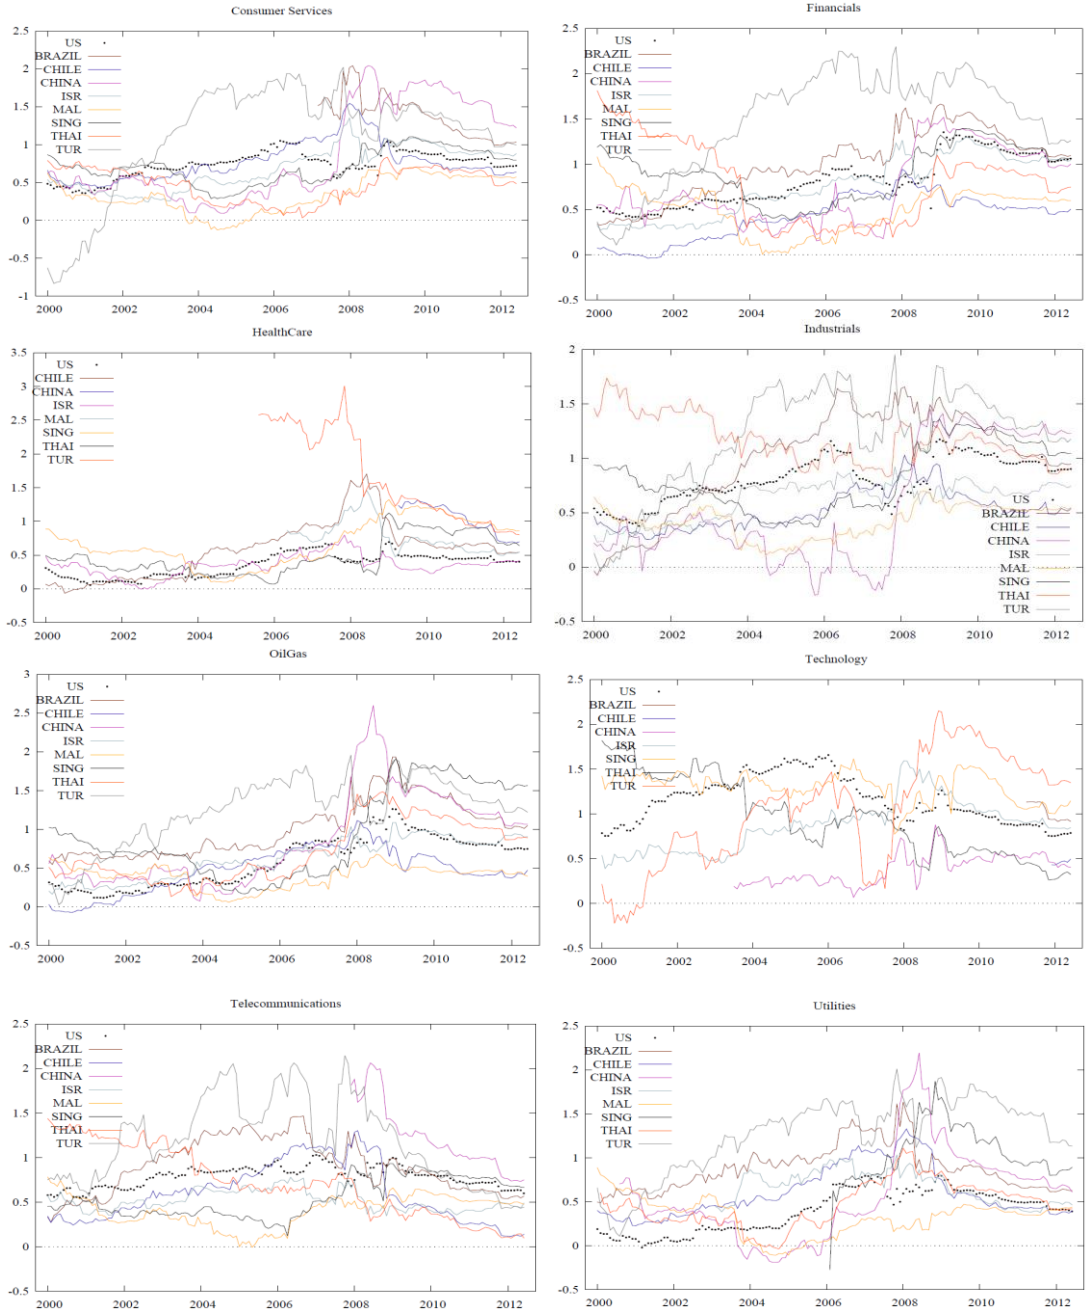 Consumer Services
2.5
2
1.5
1
0.5
0
-0.5
-1
US
BRAZIL
CHILE
CHINA
ISR
MAL
SING
THAI
TUR
2000 2002 2004 2006 2008 2010 2012
Financials
2.5
2
1.5
1
0.5
0
-0.5
US
BRAZIL
CHILE
CHINA
ISR
MAL
SING
THAI
TUR
2000 2002 2004 2006 2008 2010 2012
HealthCare
3.5
3
2.5
2
1.5
1
0.5
0
-0.5
US
CHILE
CHINA
ISR
MAL
SING
THAI
TUR
2000 2002 2004 2006 2008 2010 2012
Industrials
2
1.5
1
0.5
0
-0.5
US
BRAZIL
CHILE
CHINA
ISR
MAL
SING
THAI
TUR
2000 2002 2004 2006 2008 2010 2012
OilGas
3
2.5
2
1.5
1
0.5
0
-0.5
US
BRAZIL
CHILE
CHINA
ISR
MAL
SING
THAI
TUR
2000 2002 2004 2006 2008 2010 2012
Technology
2.5
2
1.5
1
0.5
0
-0.5
US
BRAZIL
CHILE
CHINA
ISR
SING
THAI
TUR
2000 2002 2004 2006 2008 2010 2012
Telecommunications
2.5
2
1.5
1
0.5
0
-0.5
US
BRAZIL
CHILE
CHINA
ISR
MAL
SING
THAI
TUR
2000 2002 2004 2006 2008 2010 2012
Utilities
2.5
2
1.5
1
0.5
0
-0.5
US
BRAZIL
CHILE
CHINA
ISR
MAL
SING
THAI
TUR
2000 2002 2004 2006 2008 2010 2012